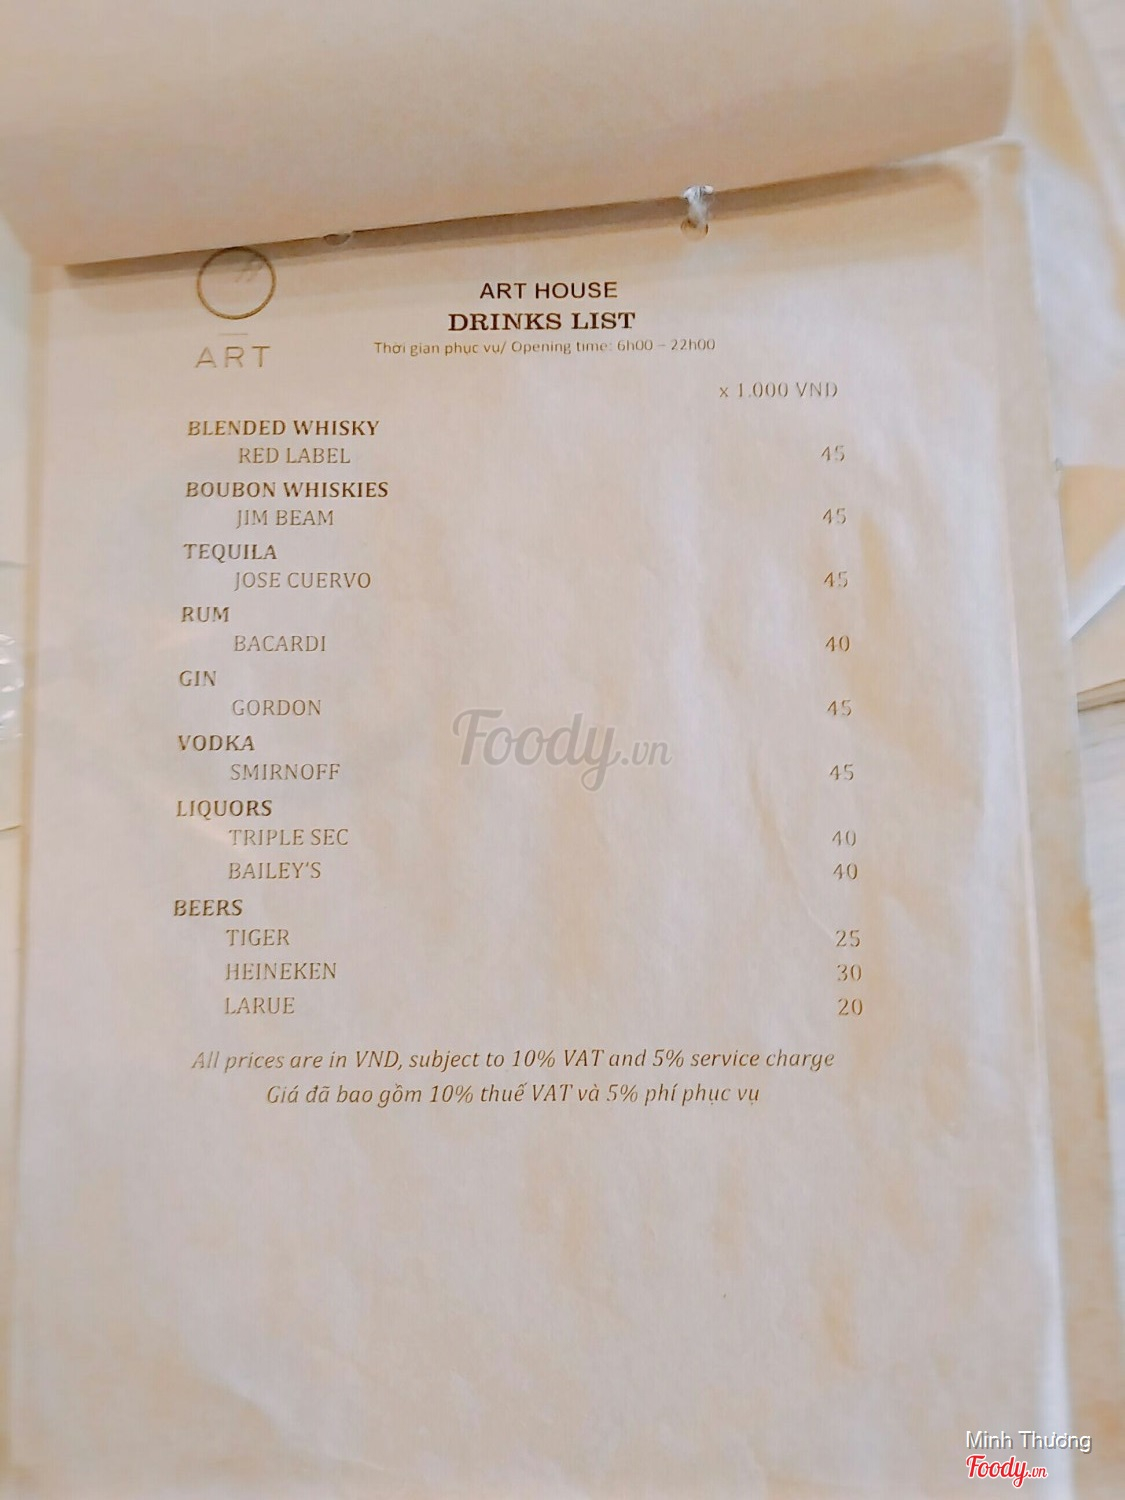 ART HOUSE
DRINKS LIST
ART
Thời gian phục vụ/ Opening time: 6h00 – 22h00
x 1.000 VND
BLENDED WHISKY
RED LABEL 45
BOUBON WHISKIES
JIM BEAM 45
TEQUILA
JOSE CUERVO 45
RUM
BACARDI 40
GIN
GORDON 45
VODKA
SMIRNOFF 45
LIQUORS
TRIPLE SEC 40
BAILEY'S 40
BEERS
TIGER 25
HEINEKEN 30
LARUE 20
All prices are in VND, subject to 10% VAT and 5% service charge
Giá đã bao gồm 10% thuế VAT và 5% phí phục vụ
Foody.vn
Minh Thương
Foody.vn